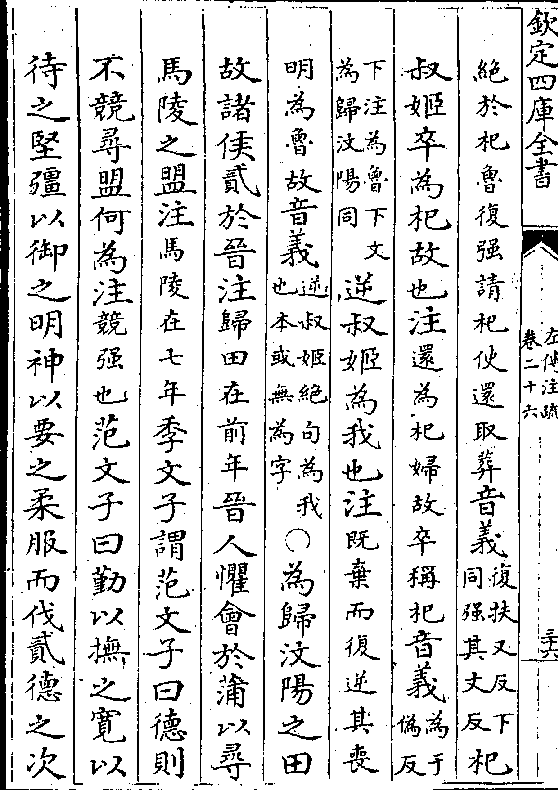 欽定四庫全書
左傳注疏
卷二十六
三六
絶於杞魯復强請杞使還取葬音義復扶又反下同强其丈反杞
叔姬卒為杞故也注還為杞婦故卒稱杞音義為于偽反
下注為魯下文為歸汶陽同逆叔姬為我也注既棄而復逆其喪
明為魯故音義逆叔姬絶句為我也本或無為字〇為歸汶陽之田
故諸侯貳於晉注歸田在前年晉人懼會於蒲以尋
馬陵之盟注馬陵在七年季文子謂范文子曰德則
不競尋盟何為注競强也范文子曰勤以撫之寛以
待之堅彊以御之明神以要之柔服而伐貳德之次